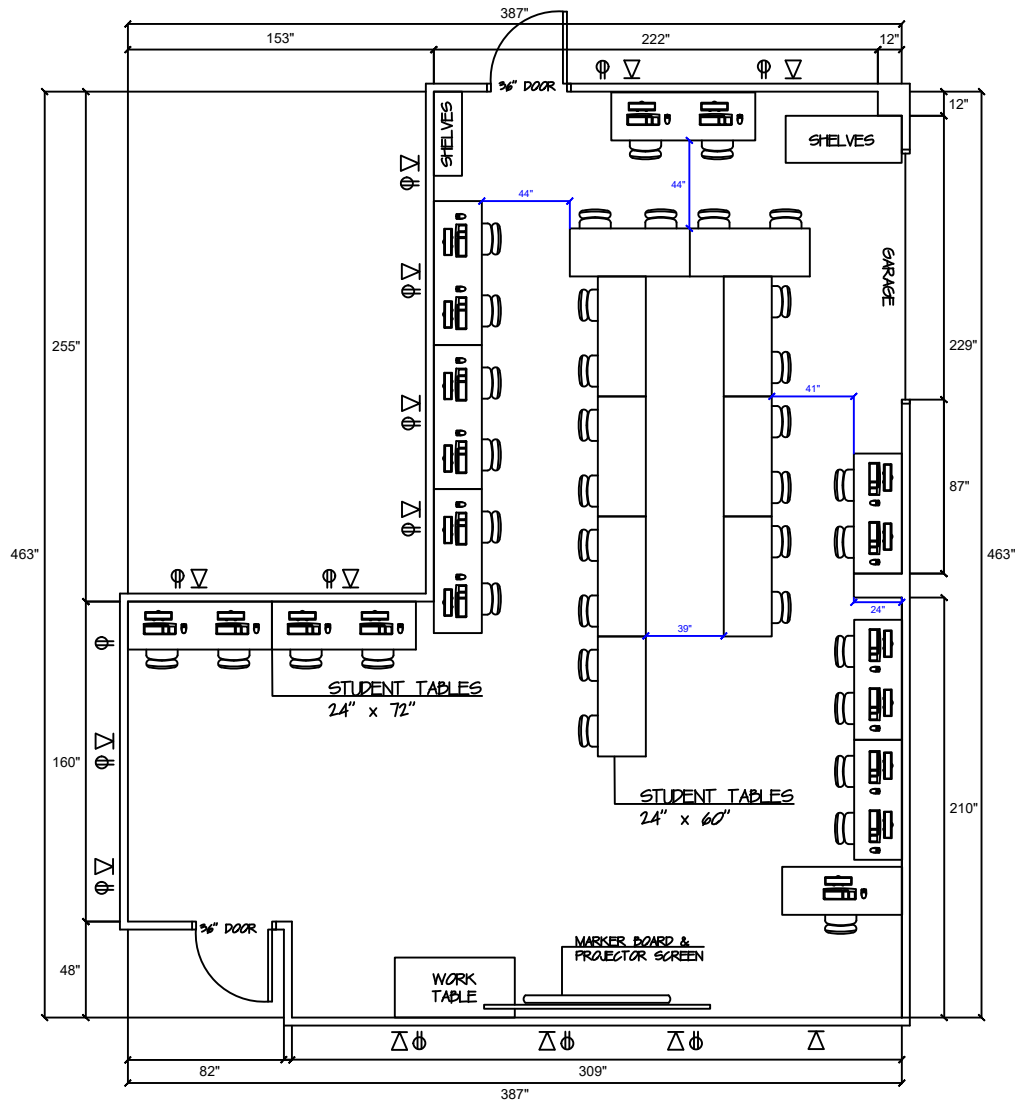 387"
153"
222"
12"
36" DOOR
12"
SHELVES
SHELVES
44"
44"
GARAGE
255"
229"
41"
87"
463"
463"
24"
39"
STUDENT TABLES
24" x 72"
160"
STUDENT TABLES
24" x 60"
210"
36" DOOR
MARKER BOARD &
PROJECTOR SCREEN
48"
WORK
TABLE
82"
309"
387"